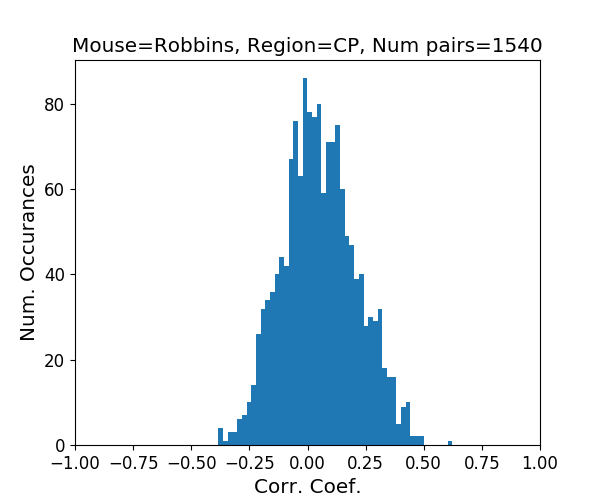 Mouse=Robbins, Region=CP, Num pairs=1540
Num. Occurances
80
60
40
20
0
−1.00 −0.75 −0.50 −0.25 0.00 0.25 0.50 0.75 1.00
Corr. Coef.